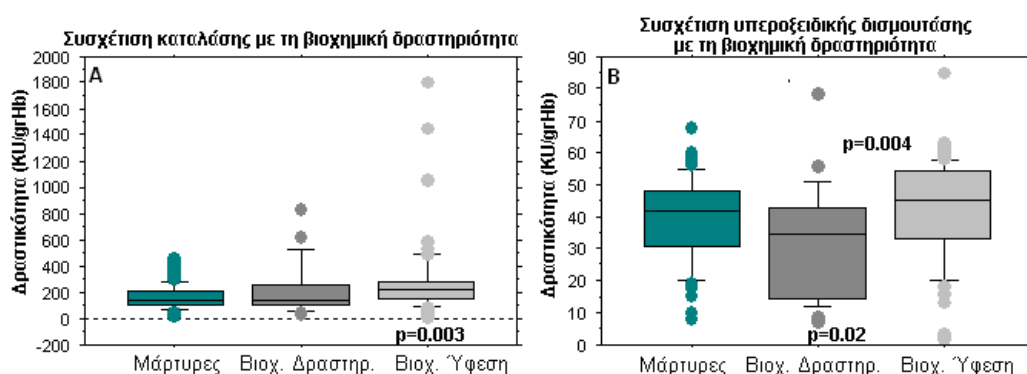 Συσχέτιση καταλάσης με τη βιοχημική δραστηριότητα
A
Δραστικότητα (KU/grHb)
2000
1800
1600
1400
1200
1000
800
600
400
200
0
-200
p=0.003
Μάρτυρες Βιοχ. Δραστηρ. Βιοχ. Ύφεση
Συσχέτιση υπεροξειδικής δισμουτάσης
με τη βιοχημική δραστηριότητα
B
Δραστικότητα (KU/grHb)
90
80
70
60
50
40
30
20
10
0
p=0.004
p=0.02
Μάρτυρες Βιοχ. Δραστηρ. Βιοχ. Ύφεση